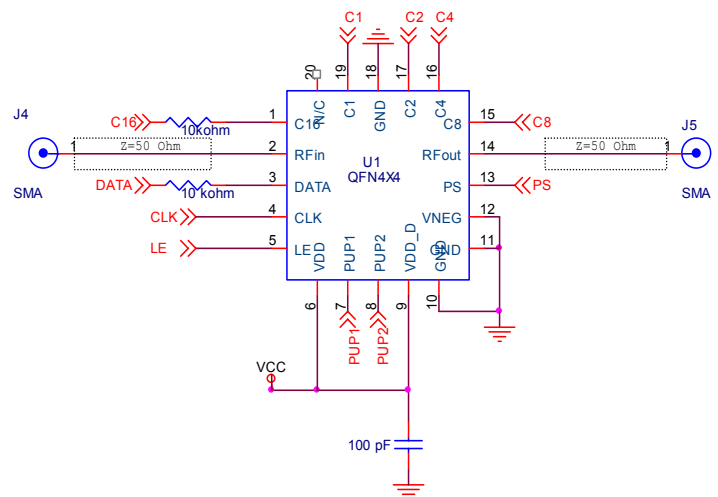 C1
C2
C4
20
19
18
17
16
N/C
C1
GND
C2
C4
J4
C16
10kohm
1
C16
C8
15
C8
J5
1
Z=50 Ohm
2
RFin
U1
QFN4X4
RFout
14
Z=50 Ohm
1
SMA
DATA
10 kohm
3
DATA
PS
13
PS
SMA
CLK
4
CLK
VNEG
12
LE
5
LE
GND
11
VDD
PUP1
PUP2
VDD_D
GND
6
7
8
9
10
PUP1
PUP2
VCC
100 pF